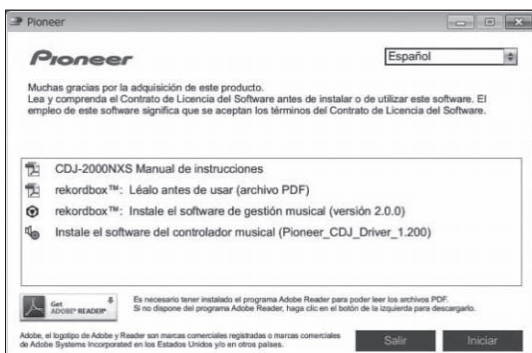 Pioneer
Pioneer
Español
Muchas gracias por la adquisición de este producto.
Lea y comprenda el Contrato de Licencia del Software antes de instalar o de utilizar este software. El
empleo de este software significa que se aceptan los términos del Contrato de Licencia del Software.
CDJ-2000NXS Manual de instrucciones
rekordbox™: Léalo antes de usar (archivo PDF)
rekordbox™: Instale el software de gestión musical (versión 2.0.0)
Instale el software del controlador musical (Pioneer_CDJ_Driver_1.200)
Get
ADOBE® READER®
Es necesario tener instalado el programa Adobe Reader para poder leer los archivos PDF.
Si no dispone del programa Adobe Reader, haga clic en el botón de la izquierda para descargarlo.
Adobe, el logotipo de Adobe y Reader son marcas comerciales registradas o marcas comerciales
de Adobe Systems Incorporated en los Estados Unidos y/o en otros países.
Salir
Iniciar